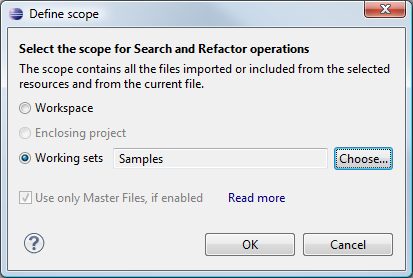 Define scope
Select the scope for Search and Refactor operations
The scope contains all the files imported or included from the selected
resources and from the current file.
Workspace
Enclosing project
Working sets Samples Choose...
Use only Master Files, if enabled Read more
? OK Cancel